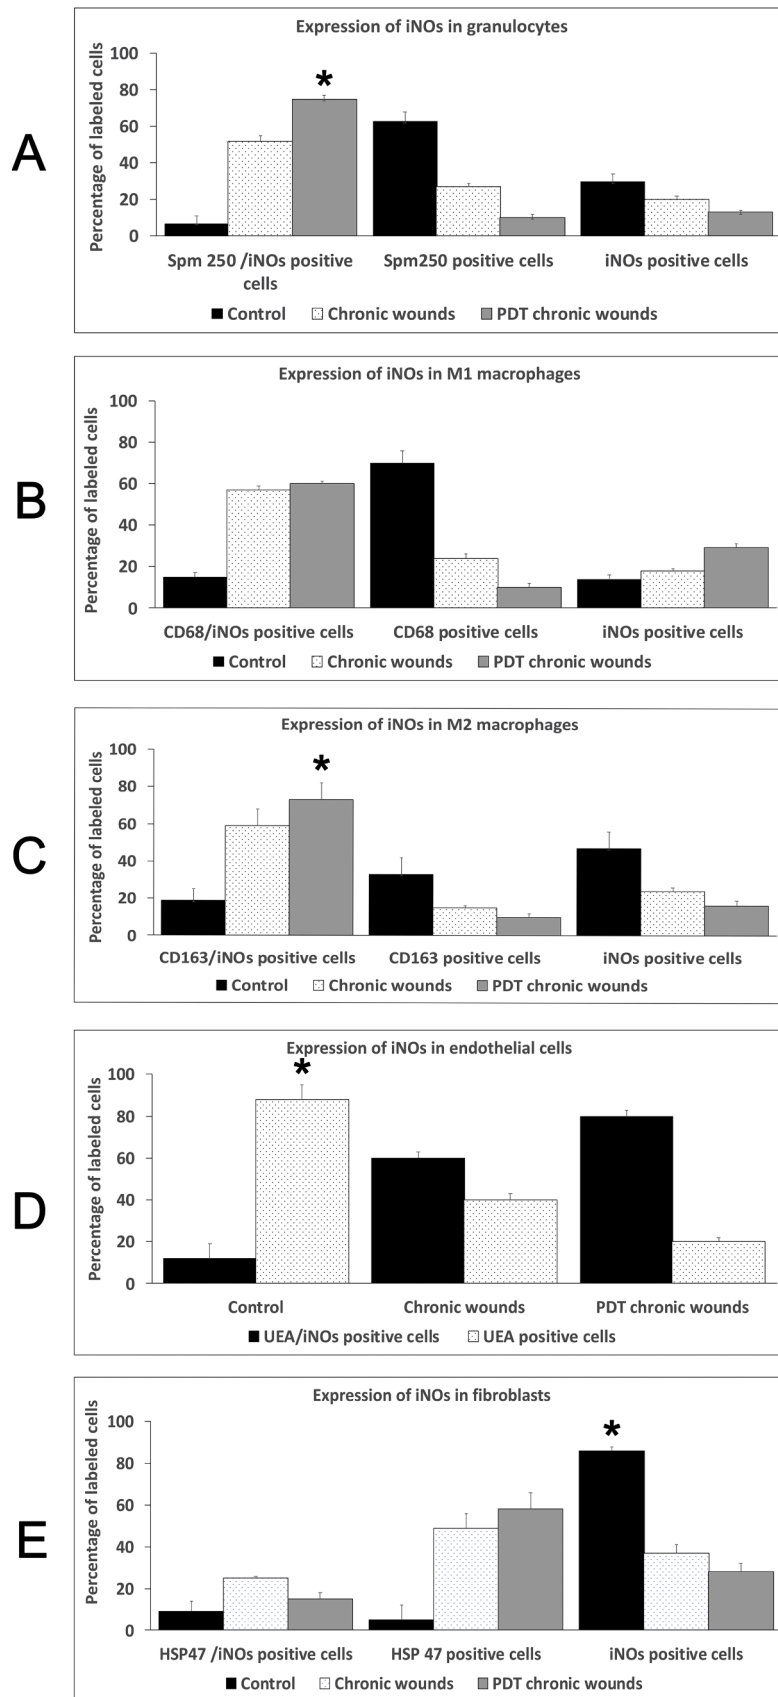 A
Expression of iNOs in granulocytes
Percentage of labeled cells
100
80
60
40
20
0
*
Spm 250 /iNOs positive
cells
Spm250 positive cells
iNOs positive cells
Control
Chronic wounds
PDT chronic wounds
B
Expression of iNOs in M1 macrophages
Percentage of labeled cells
100
80
60
40
20
0
CD68/iNOs positive cells
CD68 positive cells
iNOs positive cells
Control
Chronic wounds
PDT chronic wounds
C
Expression of iNOs in M2 macrophages
Percentage of labeled cells
100
80
60
40
20
0
*
CD163/iNOs positive cells
CD163 positive cells
iNOs positive cells
Control
Chronic wounds
PDT chronic wounds
D
Expression of iNOs in endothelial cells
Percentage of labeled cells
100
80
60
40
20
0
*
Control
Chronic wounds
PDT chronic wounds
UEA/iNOs positive cells
UEA positive cells
E
Expression of iNOs in fibroblasts
Percentage of labeled cells
100
80
60
40
20
0
*
HSP47 /iNOs positive cells
HSP 47 positive cells
iNOs positive cells
Control
Chronic wounds
PDT chronic wounds